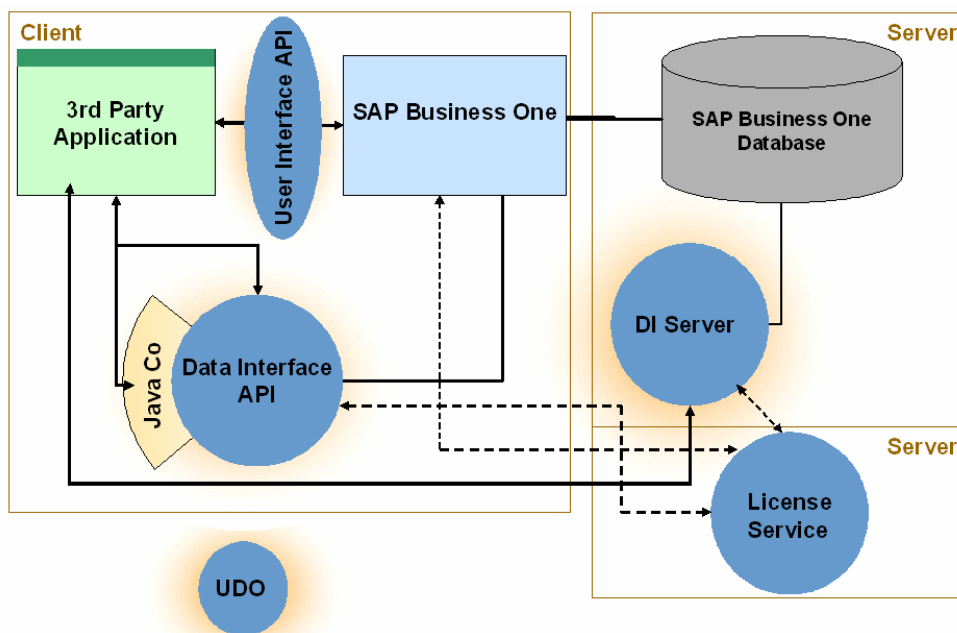 Client
Server
3rd Party
Application
User Interface API
SAP Business One
SAP Business One
Database
Java Co
Data Interface
API
DI Server
Server
License
Service
UDO